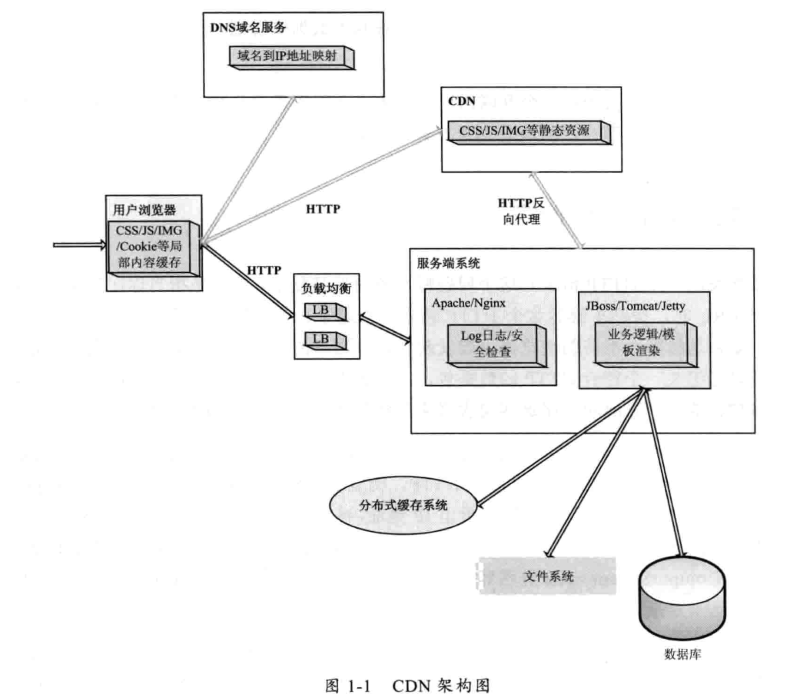 DNS域名服务
域名到IP地址映射
CDN
CSS/JS/IMG等静态资源
用户浏览器
CSS/JS/IMG
/Cookie等局
部内容缓存
HTTP
HTTP反
向代理
HTTP
负载均衡
LB
LB
服务端系统
Apache/Nginx
Log日志/安
全检查
JBoss/Tomcat/Jetty
业务逻辑/模
板渲染
分布式缓存系统
文件系统
数据库
图 1-1 CDN 架构图